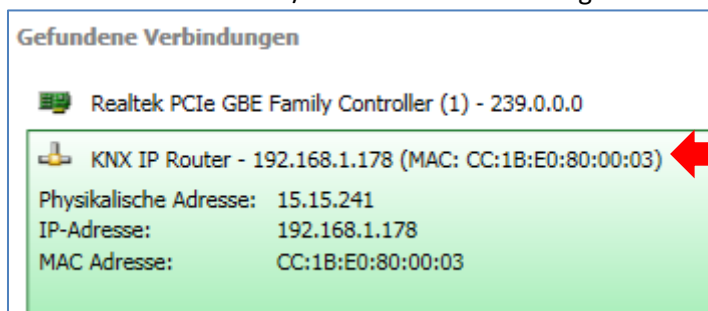 Gefundene Verbindungen
Realtek PCIe GBE Family Controller (1) - 239.0.0.0
KNX IP Router - 192.168.1.178 (MAC: CC:1B:E0:80:00:03)
Physikalische Adresse: 15.15.241
IP-Adresse: 192.168.1.178
MAC Adresse: CC:1B:E0:80:00:03